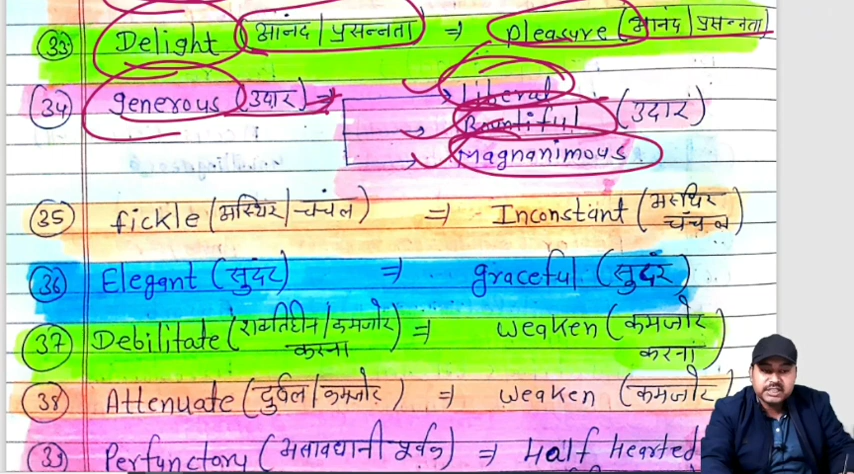 33 Delight (आनंद/प्रसन्नता) ⇒ Pleasure (आनंद/प्रसन्नता)
34 Generous (उदार) → Liberal
Bountiful (उदार)
Magnanimous
35 fickle (अस्थिर/चंचल) ⇒ Inconstant (अस्थिर चंचल)
36 Elegant (सुंदर) ⇒ graceful (सुंदर)
37 Debilitate (शक्तिहीन/कमजोर करना) ⇒ weaken (कमजोर करना)
38 Attenuate (दुर्बल/कमजोर) ⇒ weaken (कमजोर)
39 Perfunctory (असावधानी पूर्वक) ⇒ Half Hearted